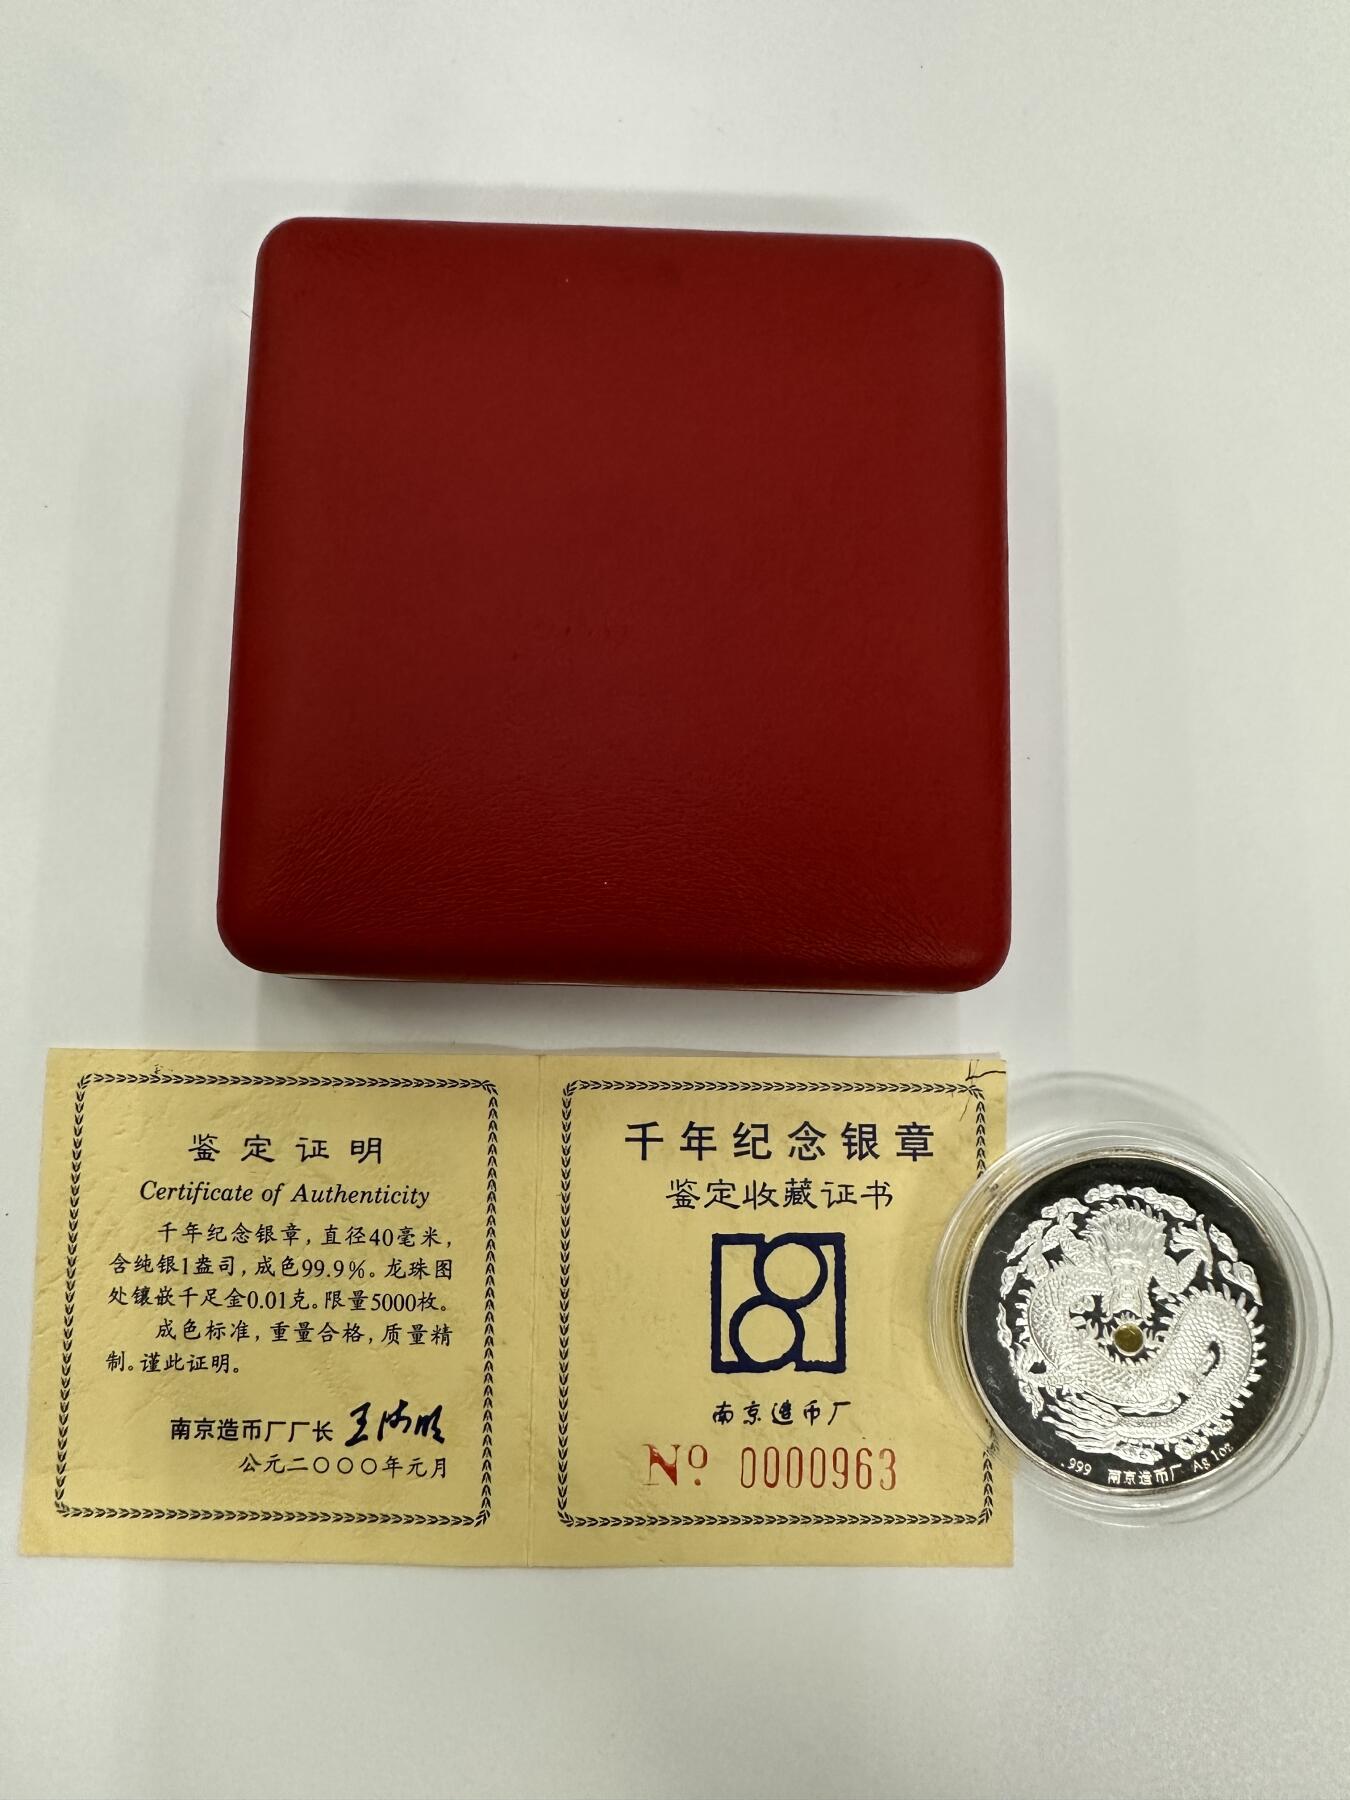 鉴定证明
Certificate of Authenticity
千年纪念银章，直径40毫米，
含纯银1盎司，成色99.9%。龙珠图
处镶嵌千足金0.01克。限量5000枚。
成色标准，重量合格，质量精
制。谨此证明。
南京造币厂厂长
公元二〇〇〇年元月
千年纪念银章
鉴定收藏证书
南京造币厂
Nº 0000963
.999 南京造币厂 Ag 1oz